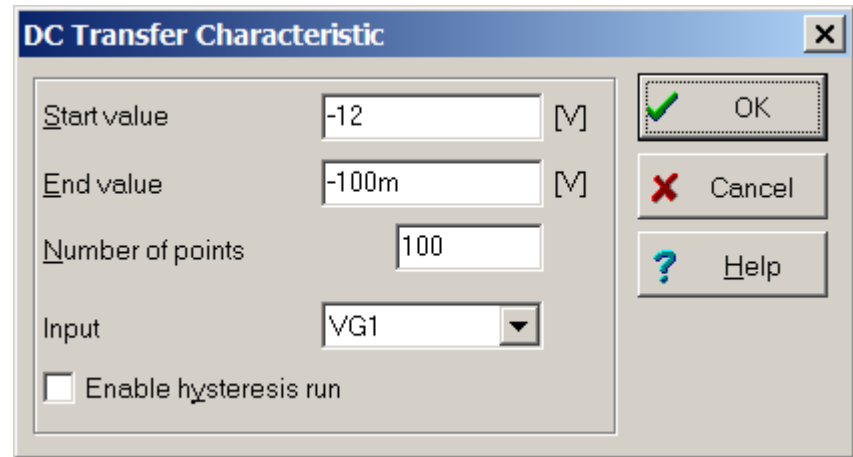 DC Transfer Characteristic
Start value -12 [V]
End value -100m [V]
Number of points 100
Input VG1
Enable hysteresis run
OK
Cancel
? Help